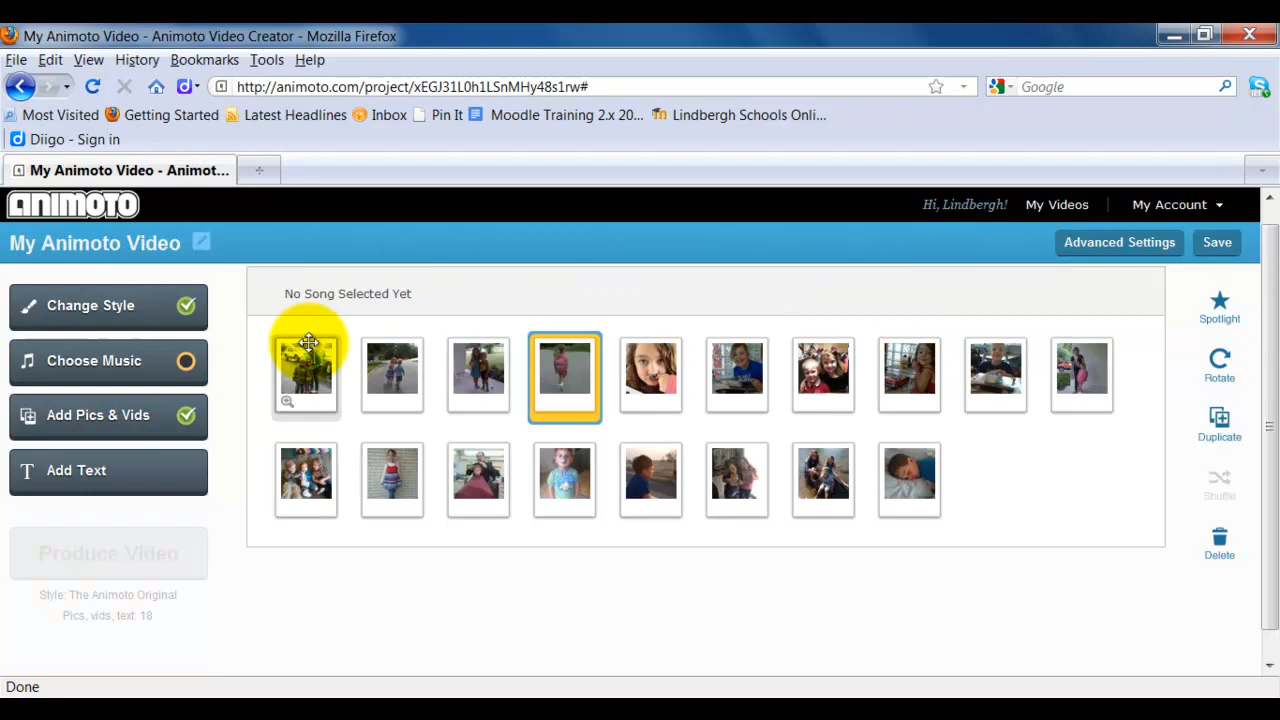 My Animoto Video - Animoto Video Creator - Mozilla Firefox
File Edit View History Bookmarks Tools Help
http://animoto.com/project/xEGJ31L0h1LSnMHy48s1rw#
Google
Most Visited Getting Started Latest Headlines Inbox Pin It Moodle Training 2.x 20... Lindbergh Schools Onli...
Diigo - Sign in
My Animoto Video - Animot...
ANIMOTO Hi, Lindbergh! My Videos My Account
My Animoto Video Advanced Settings Save
No Song Selected Yet
Change Style
Choose Music
Add Pics & Vids
Add Text
Produce Video
Style: The Animoto Original
Pics, vids, text: 18
Spotlight
Rotate
Duplicate
Shuffle
Delete
Done